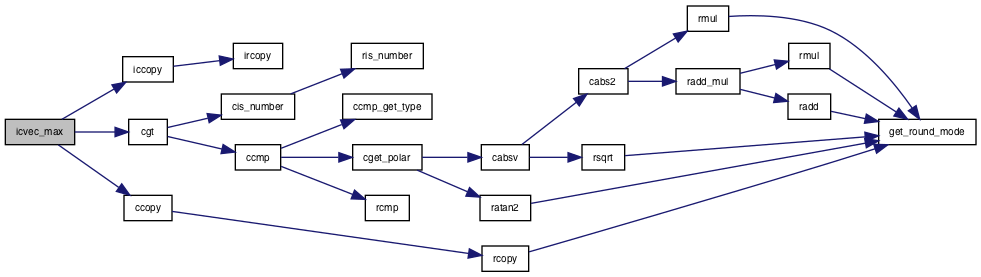 icvec_max
iccopy
ircopy
cgt
cis_number
ris_number
ccmp
ccmp_get_type
cget_polar
rcmp
cabsv
cabs2
rmul
radd_mul
rmul
radd
rsqrt
ratan2
get_round_mode
ccopy
rcopy